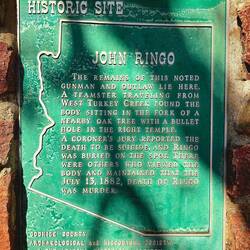 HISTORIC SITE
JOHN RINGO
THE REMAINS OF THIS NOTED
GUNMAN AND OUTLAW LIE HERE.
A TEAMSTER TRAVELING FROM
WEST TURKEY CREEK FOUND THE
BODY SITTING IN THE FORK OF A
NEARBY OAK TREE WITH A BULLET
HOLE IN THE RIGHT TEMPLE.
A CORONER'S JURY REPORTED THE
DEATH TO BE SUICIDE, AND RINGO
WAS BURIED ON THE SPOT. THERE
WERE OTHERS WHO VIEWED THE
BODY AND MAINTAINED THAT THE
JULY 13, 1882, DEATH OF RINGO
WAS MURDER.
COCHISE COUNTY
ARCHAEOLOGICAL AND HISTORICAL SOCIETY